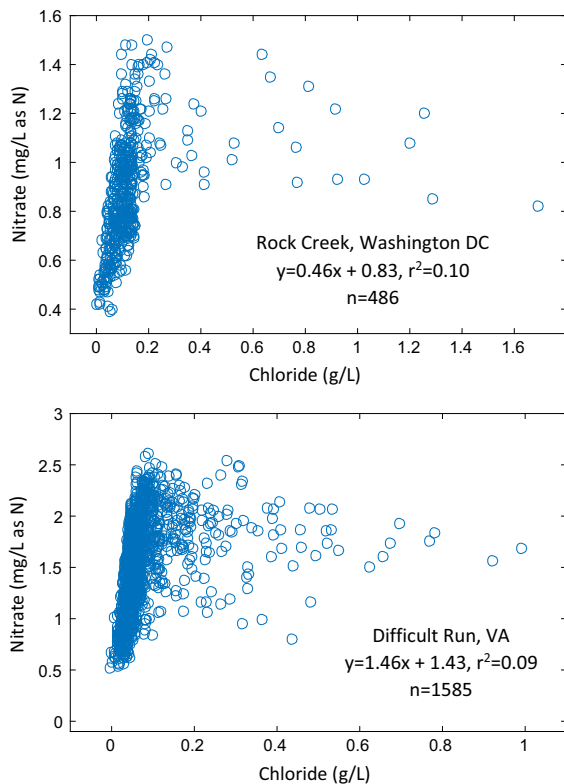 1.6
1.4
1.2
1
0.8
0.6
0.4
Nitrate (mg/L as N)
Rock Creek, Washington DC
y=0.46x + 0.83, r²=0.10
n=486
0 0.2 0.4 0.6 0.8 1 1.2 1.4 1.6
Chloride (g/L)
3
2.5
2
1.5
1
0.5
0
Nitrate (mg/L as N)
Difficult Run, VA
y=1.46x + 1.43, r²=0.09
n=1585
0 0.2 0.4 0.6 0.8 1
Chloride (g/L)